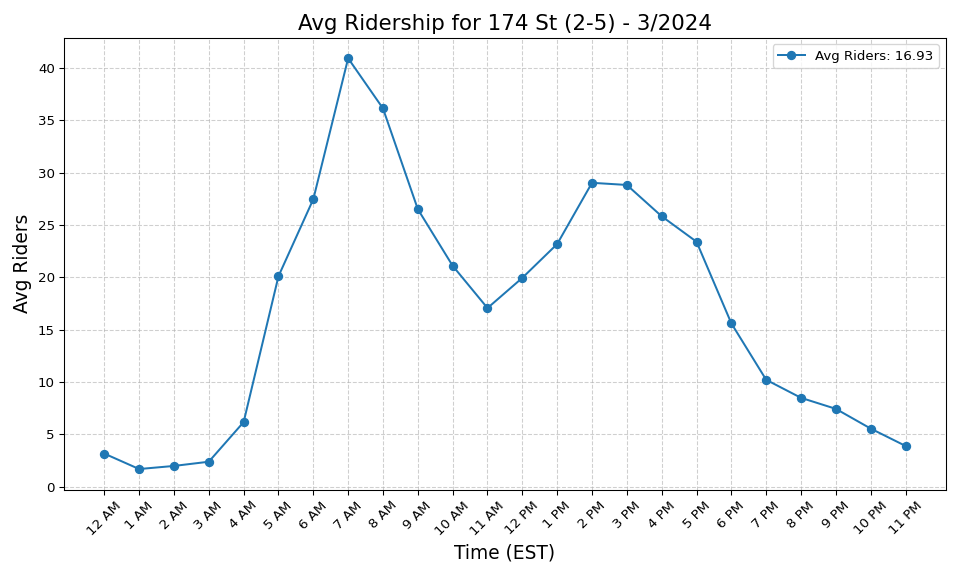 Avg Ridership for 174 St (2-5) - 3/2024
Avg Riders: 16.93
40
35
30
25
20
15
10
5
0
Avg Riders
12 AM
1 AM
2 AM
3 AM
4 AM
5 AM
6 AM
7 AM
8 AM
9 AM
10 AM
11 AM
12 PM
1 PM
2 PM
3 PM
4 PM
5 PM
6 PM
7 PM
8 PM
9 PM
10 PM
11 PM
Time (EST)